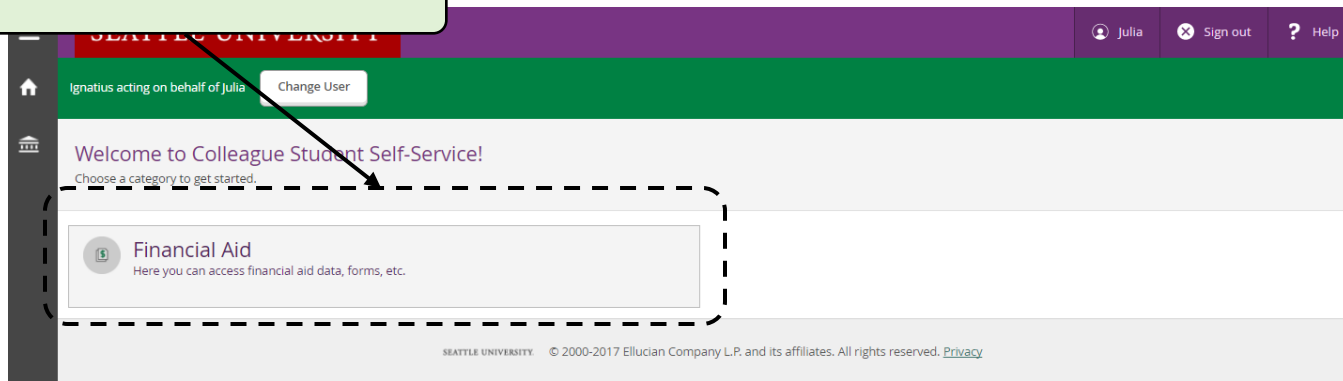 SEATTLE UNIVERSITY
Julia
Sign out
? Help
Ignatius acting on behalf of Julia
Change User
Welcome to Colleague Student Self-Service!
Choose a category to get started.
Financial Aid
Here you can access financial aid data, forms, etc.
SEATTLE UNIVERSITY © 2000-2017 Ellucian Company L.P. and its affiliates. All rights reserved. Privacy